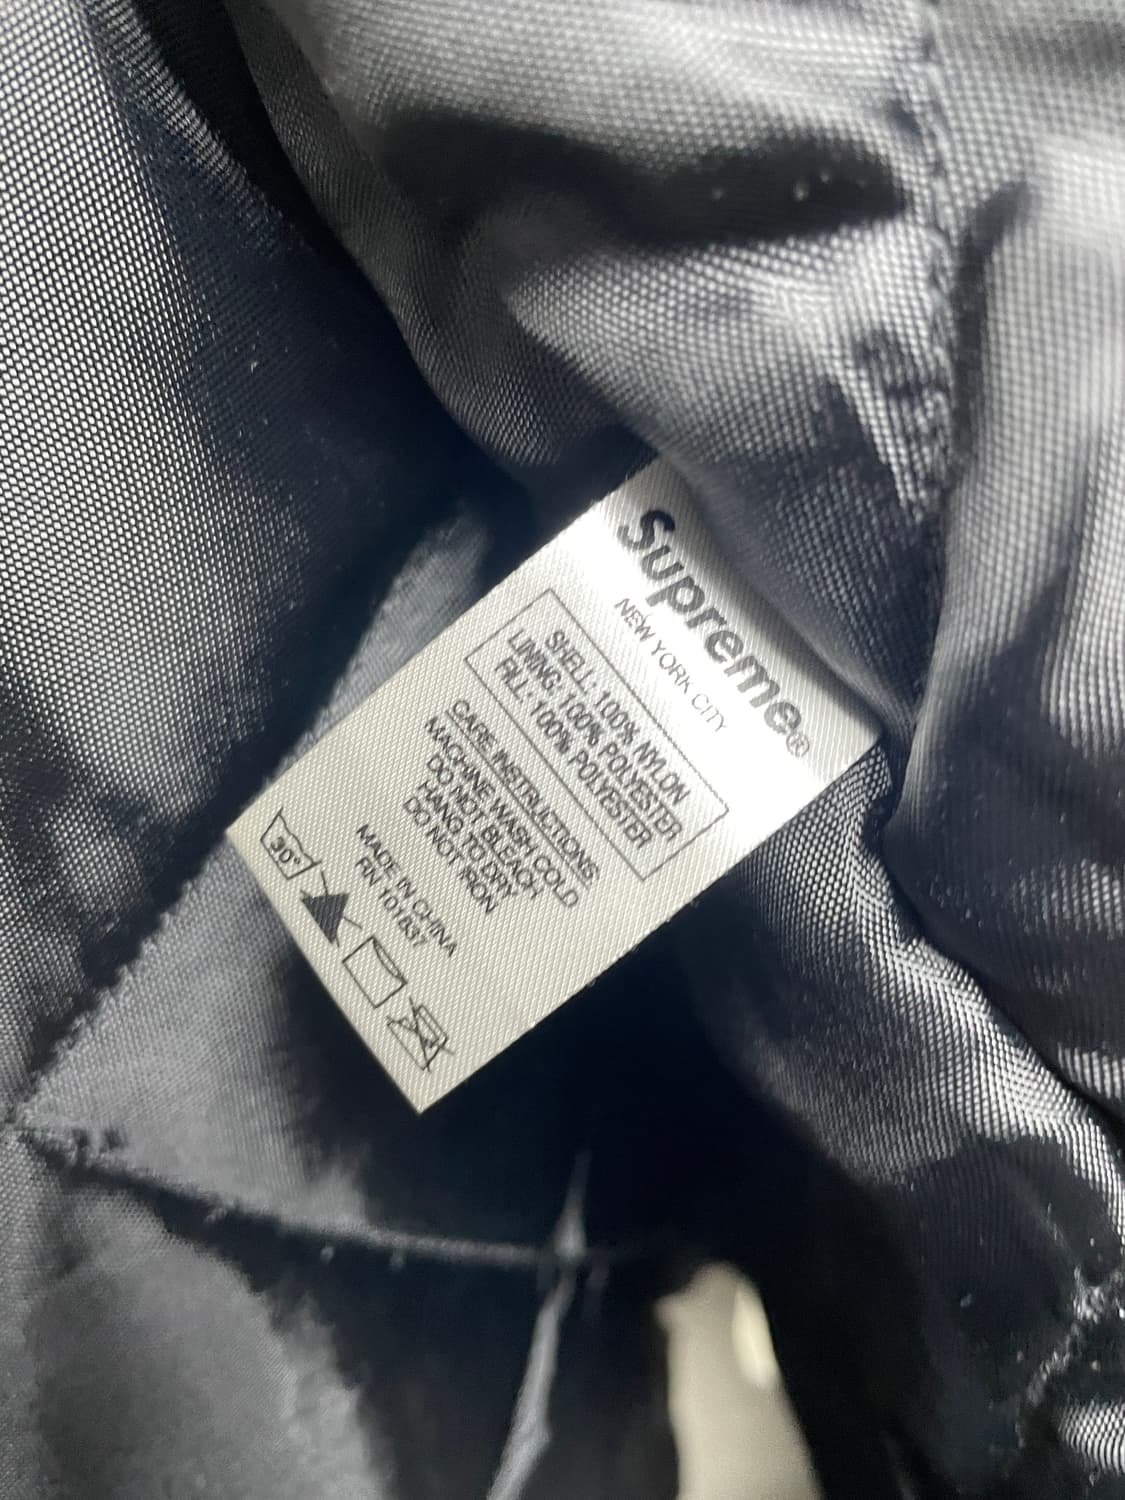 Supreme®
NEW YORK CITY
SHELL: 100% NYLON
LINING: 100% POLYESTER
FILL: 100% POLYESTER
CARE INSTRUCTIONS
MACHINE WASH COLD
DO NOT BLEACH
HANG TO DRY
DO NOT IRON
MADE IN CHINA
RN 101837
30°